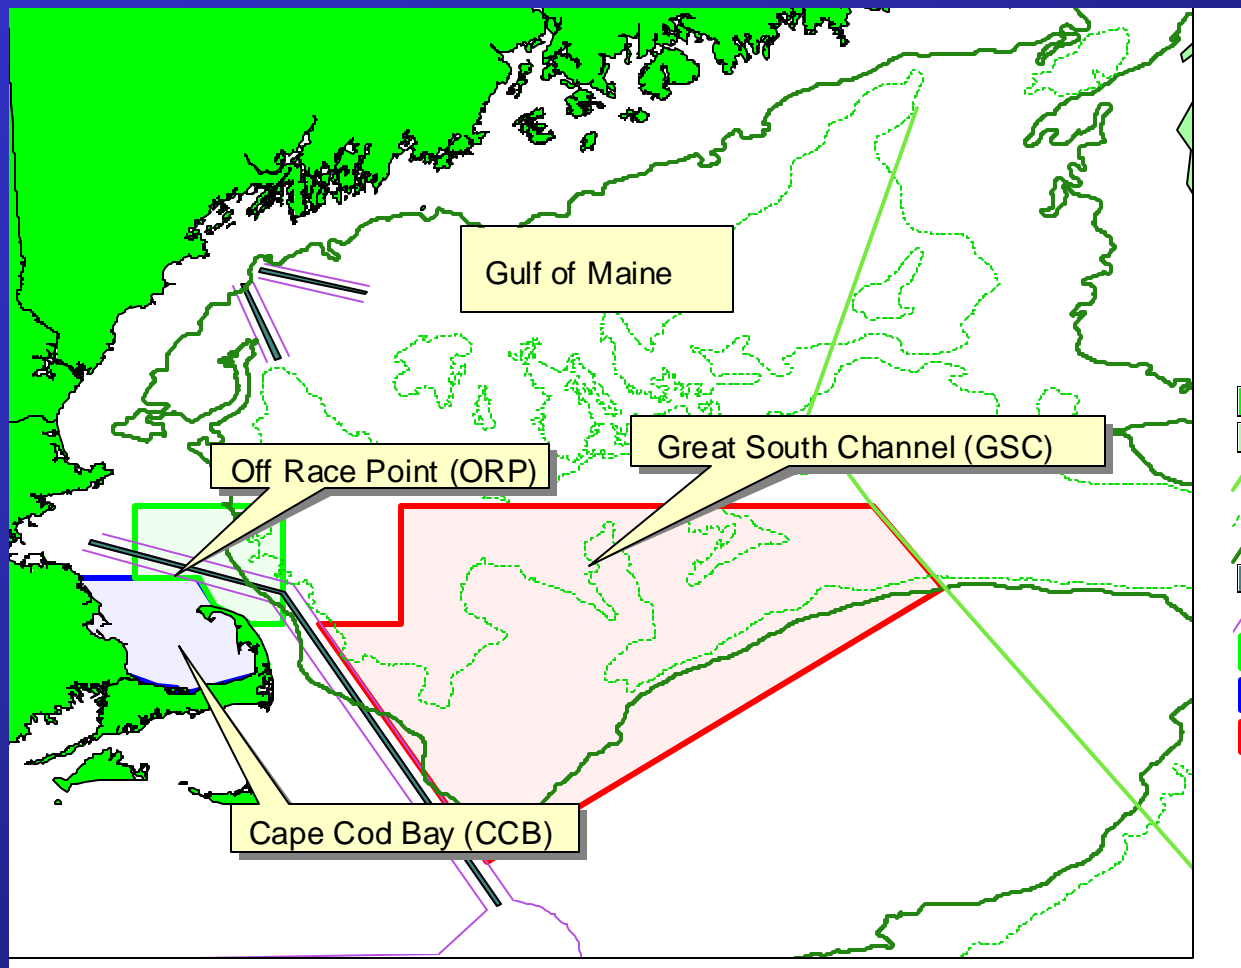 Gulf of Maine
Great South Channel (GSC)
Off Race Point (ORP)
Cape Cod Bay (CCB)